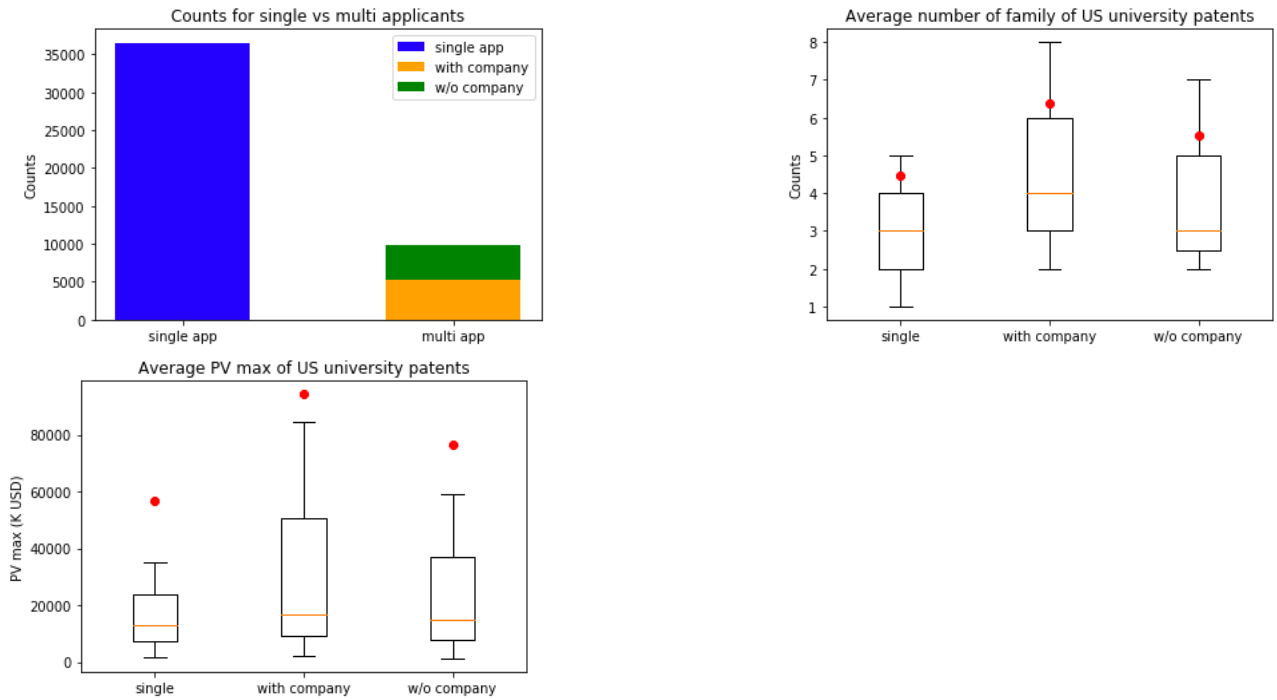 Counts for single vs multi applicants
Counts
35000
30000
25000
20000
15000
10000
5000
0
single app
with company
w/o company
single app
multi app
Average number of family of US university patents
Counts
8
7
6
5
4
3
2
1
single
with company
w/o company
Average PV max of US university patents
PV max (K USD)
80000
60000
40000
20000
0
single
with company
w/o company